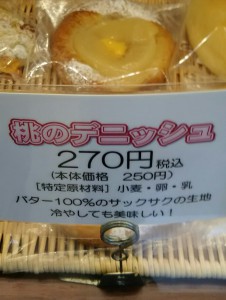 桃のデニッシュ
270円税込
(本体価格　250円)
[特定原材料] 小麦・卵・乳
バター100%のサックサクの生地
冷やしても美味しい！